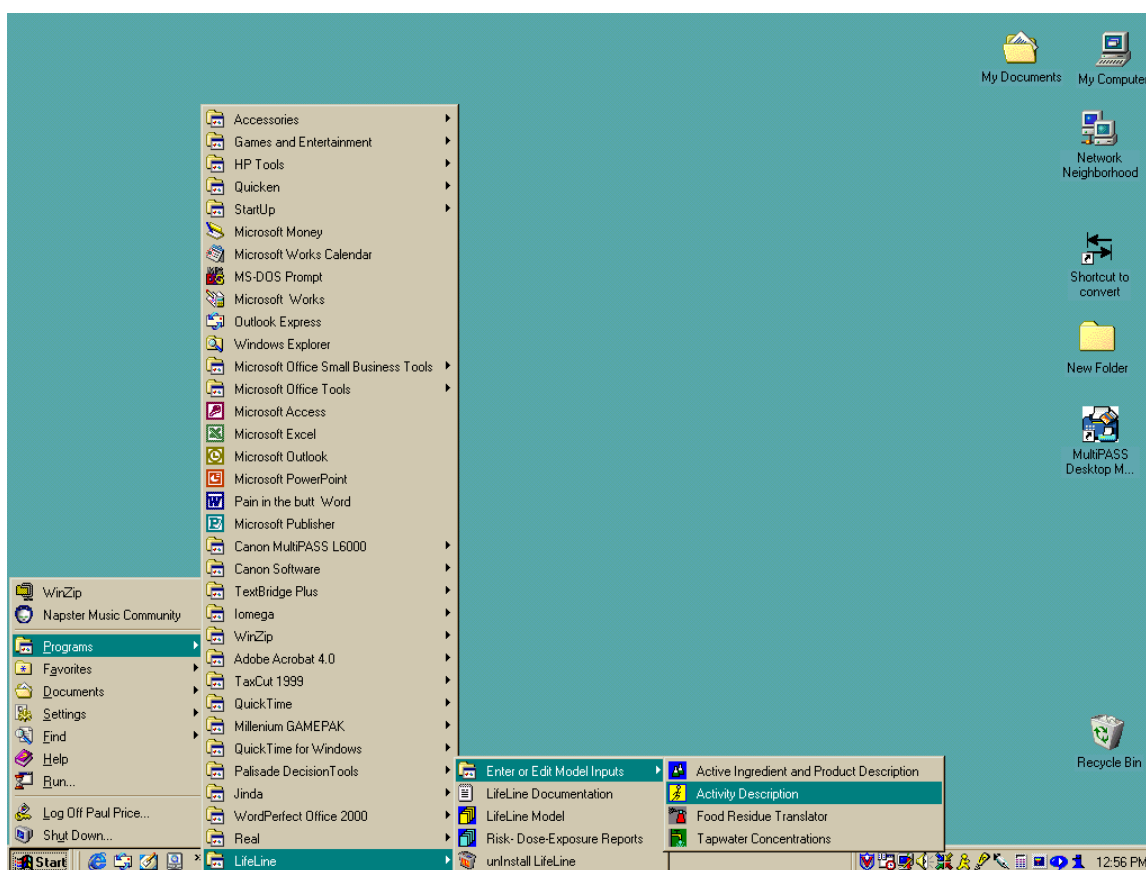 My Documents
My Compute
Network
Neighborhood
Shortcut to
convert
New Folder
MultiPASS
Desktop M...
Recycle Bin
Accessories
Games and Entertainment
HP Tools
Quicken
StartUp
Microsoft Money
Microsoft Works Calendar
MS-DOS Prompt
Microsoft Works
Outlook Express
Windows Explorer
Microsoft Office Small Business Tools
Microsoft Office Tools
Microsoft Access
Microsoft Excel
Microsoft Outlook
Microsoft PowerPoint
Pain in the butt Word
Microsoft Publisher
Canon MultiPASS L6000
Canon Software
TextBridge Plus
Iomega
WinZip
Adobe Acrobat 4.0
TaxCut 1999
QuickTime
Millenium GAMEPAK
QuickTime for Windows
Palisade DecisionTools
Jinda
WordPerfect Office 2000
Real
LifeLine
WinZip
Napster Music Community
Programs
Favorites
Documents
Settings
Find
Help
Run...
Log Off Paul Price...
Shut Down...
Enter or Edit Model Inputs
LifeLine Documentation
LifeLine Model
Risk- Dose-Exposure Reports
unInstall LifeLine
Active Ingredient and Product Description
Activity Description
Food Residue Translator
Tapwater Concentrations
Start
12:56 PM